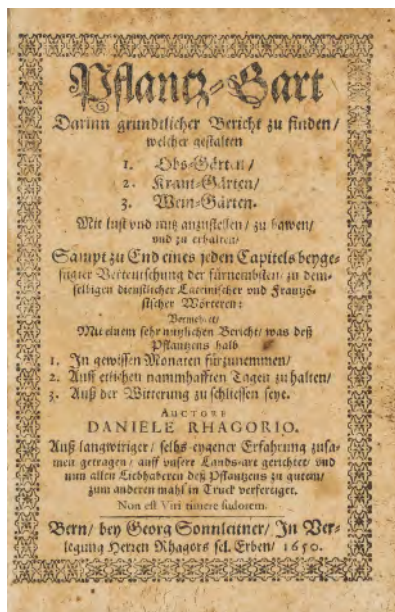 Pflantz-Gart
Darinn grundtlicher Bericht zu finden/
welcher gestalten
1. Obs-Gärten/
2. Kraut-Gärten/
3. Wein-Gärten.
Mit lust vnd nutz anzustellen/ zu bawen/
vnd zu erhalten/
Sampt zu End eines jeden Capitels beyge-
fügter Verteutschung der fürnembsten/ zu dem-
selbigen dienstlicher Lateinischer vnd Frantzö-
sischer Wörteren:
Vermehrt/
Mit einem sehr nutzlichen Bericht/ was deß
Pflantzens halb
1. In gewissen Monaten fürzunemmen/
2. Auff etlichen nammhafften Tagen zu halten/
3. Auß der Witterung zu schliessen seye.
AUCTORE
DANIELE RHAGORIO.
Auß langwiriger/ selbs-eygener Erfahrung zusa-
men getragen/ auff vnsere Lands-art gerichtet/ vnd
nun allen Liebhaberen deß Pflantzens zu gutem/
zum anderen mahl in Truck verfertiget.
Non est Viri timere sudorem.
Bern/ bey Georg Sonnleitner/ In Ver-
legung Herren Rhagors sel. Erben/ 1650.